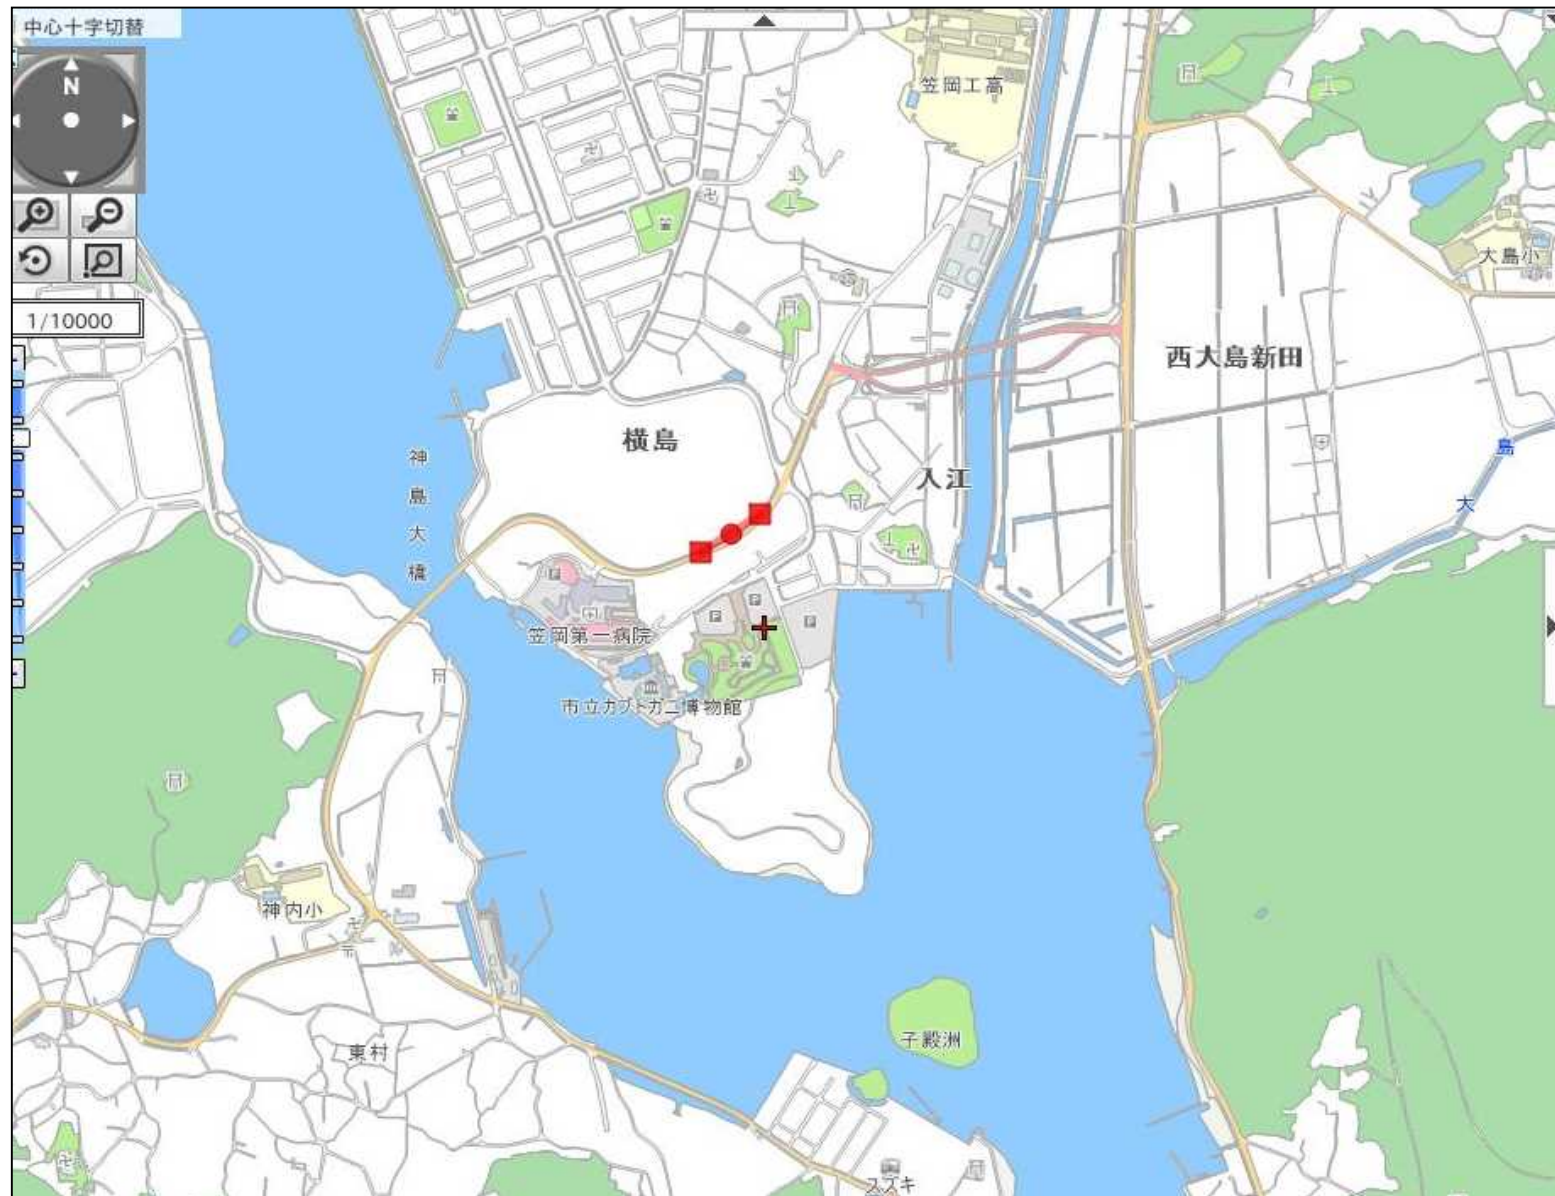 中心十字切替
N
笠岡工高
大島小
1/10000
西大島新田
横島
神島大橋
入江
大島
P
P
P
P
笠岡第一病院
市立カブトガニ博物館
神内小
子殿洲
東村
スズキ